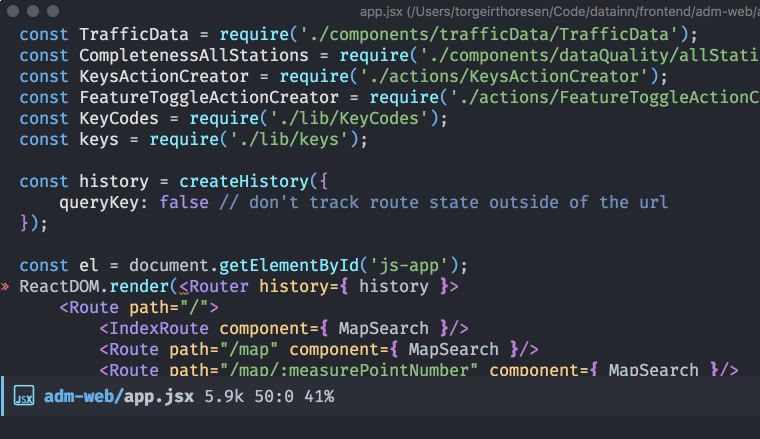 app.jsx (/Users/torgeirthoresen/Code/datainn/frontend/adm-web/a
const TrafficData = require('./components/trafficData/TrafficData');
const CompletenessAllStations = require('./components/dataQuality/allStati
const KeysActionCreator = require('./actions/KeysActionCreator');
const FeatureToggleActionCreator = require('./actions/FeatureToggleActionC
const KeyCodes = require('./lib/KeyCodes');
const keys = require('./lib/keys');
const history = createHistory({
    queryKey: false // don't track route state outside of the url
});
const el = document.getElementById('js-app');
» ReactDOM.render(<Router history={ history }>
    <Route path="/">
        <IndexRoute component={ MapSearch }/>
        <Route path="/map" component={ MapSearch }/>
        <Route path="/map/:measurePointNumber" component={ MapSearch }/>
JSX adm-web/app.jsx 5.9k 50:0 41%